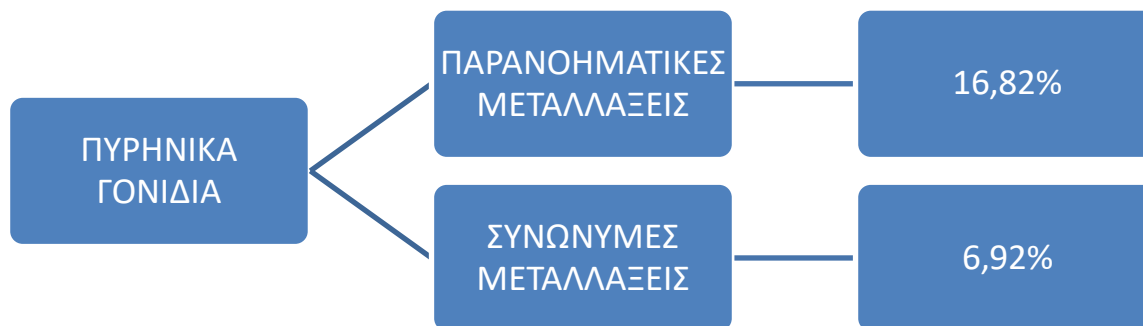 ΠΥΡΗΝΙΚΑ
ΓΟΝΙΔΙΑ
ΠΑΡΑΝΟΗΜΑΤΙΚΕΣ
ΜΕΤΑΛΛΑΞΕΙΣ
16,82%
ΣΥΝΩΝΥΜΕΣ
ΜΕΤΑΛΛΑΞΕΙΣ
6,92%